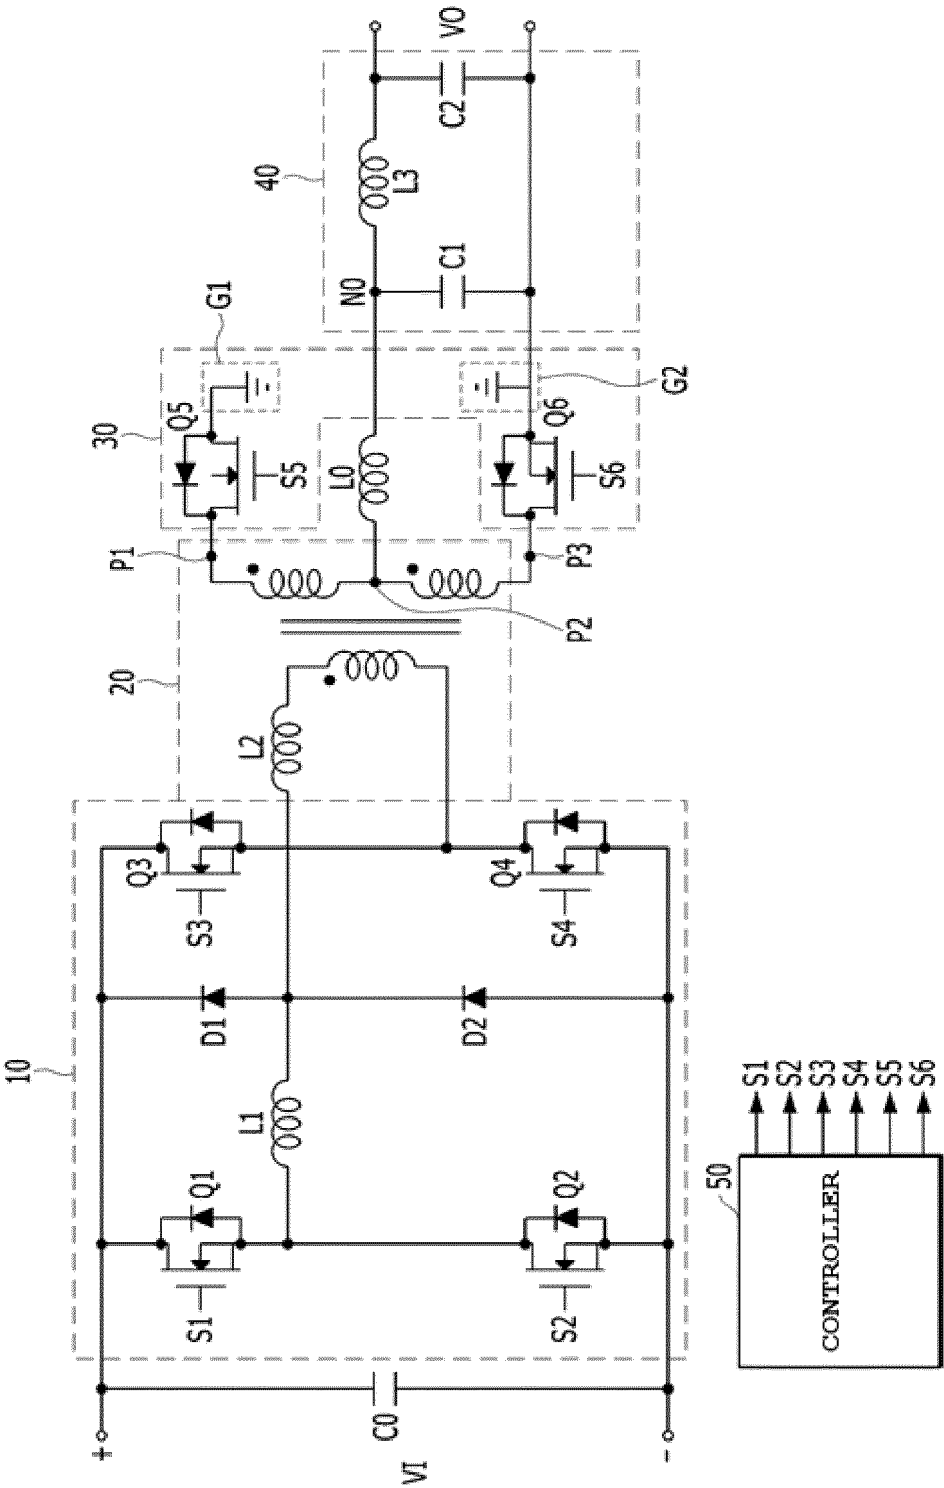 10
20
30
40
G1
Q5
P1
S5
L0
N0
L3
C1
C2
VO
P2
P3
Q6
S6
G2
L2
Q3
S3
Q4
S4
D1
D2
L1
Q1
S1
Q2
S2
+
-
C0
VI
50
CONTROLLER
S1
S2
S3
S4
S5
S6